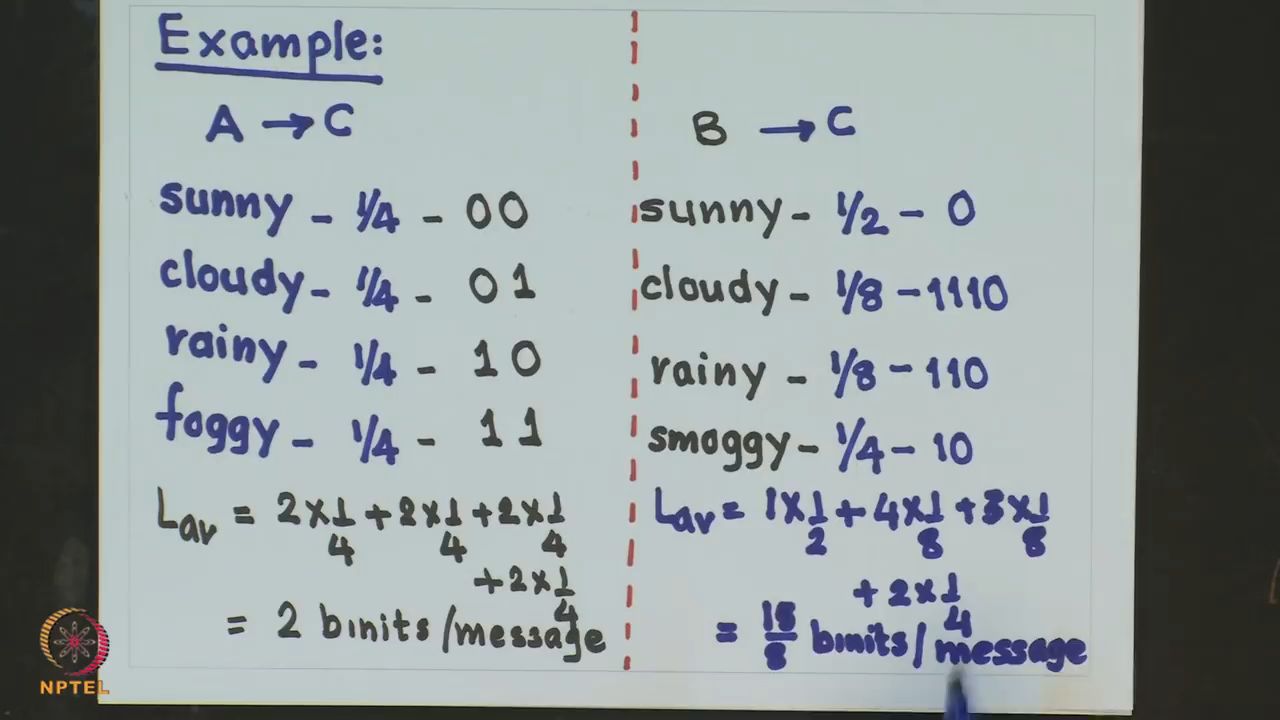 Example:
A → C
sunny - 1/4 - 00
cloudy - 1/4 - 01
rainy - 1/4 - 10
foggy - 1/4 - 11
Lav = 2×1/4 + 2×1/4 + 2×1/4
+ 2×1/4
= 2 binits/message
B → C
sunny - 1/2 - 0
cloudy - 1/8 - 1110
rainy - 1/8 - 110
smoggy - 1/4 - 10
Lav = 1×1/2 + 4×1/8 + 3×1/8
+ 2×1/4
= 15/8 binits/message
NPTEL